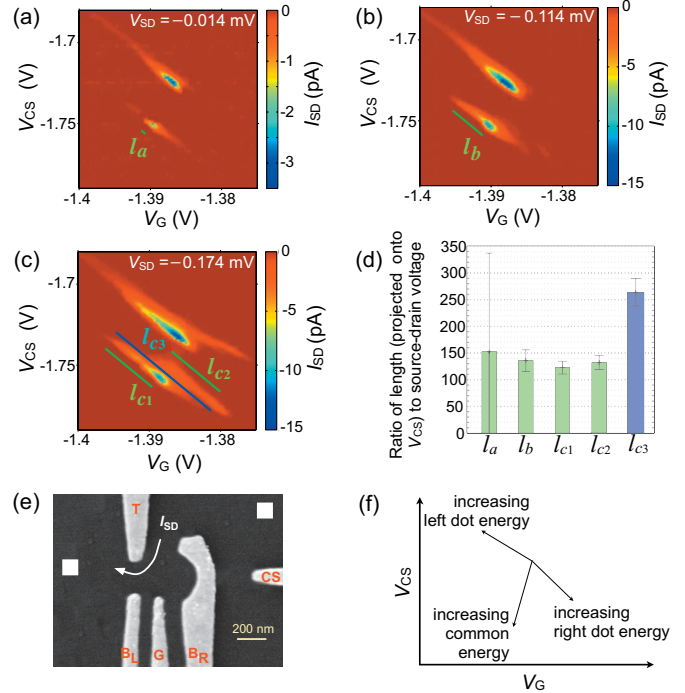 (a)
V_SD = −0.014 mV
-1.7
-1.75
V_CS (V)
l_a
-1.4
-1.39
-1.38
V_G (V)
0
-1
-2
-3
I_SD (pA)
(b)
V_SD = −0.114 mV
-1.7
-1.75
V_CS (V)
l_b
-1.4
-1.39
-1.38
V_G (V)
0
-5
-10
-15
I_SD (pA)
(c)
V_SD = −0.174 mV
-1.7
-1.75
V_CS (V)
l_c3
l_c2
l_c1
-1.4
-1.39
-1.38
V_G (V)
0
-5
-10
-15
I_SD (pA)
(d)
Ratio of length (projected onto
V_CS) to source-drain voltage
350
300
250
200
150
100
50
0
l_a l_b l_c1 l_c2 l_c3
(e)
T
I_SD
CS
B_L G B_R
200 nm
(f)
increasing
left dot energy
V_CS
increasing
common
energy
increasing
right dot energy
V_G